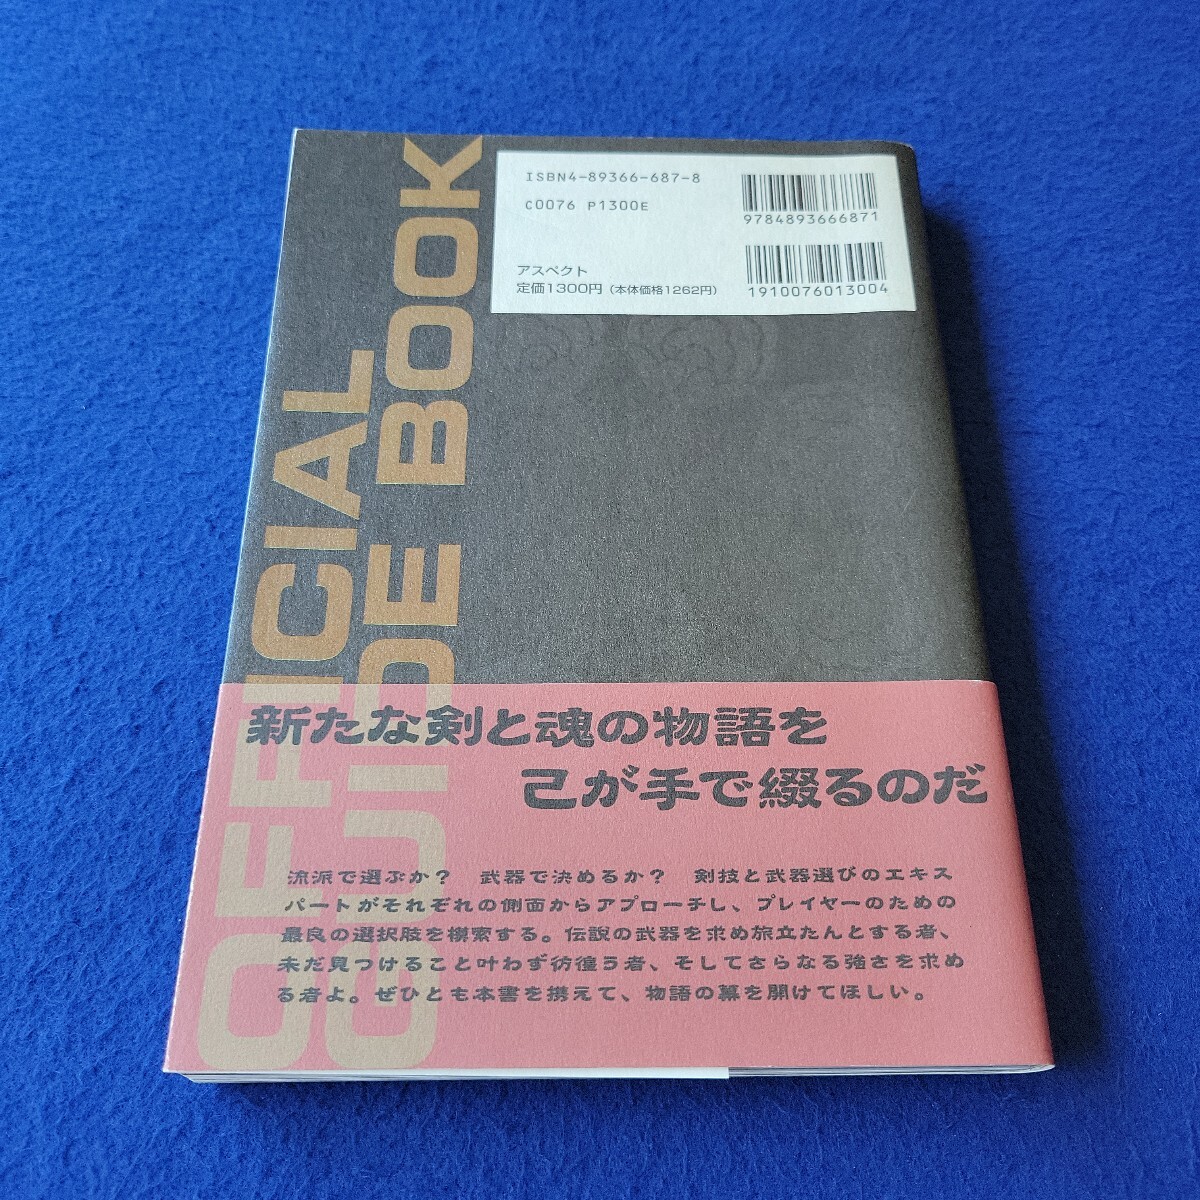 ISBN4-89366-687-8
C0076 P1300E
9784893666871
アスペクト
定価1300円（本体価格1262円）
1910076013004
OFFICIAL
GUIDE BOOK
新たな剣と魂の物語を
己が手で綴るのだ
流派で選ぶか？ 武器で決めるか？ 剣技と武器選びのエキス
パートがそれぞれの側面からアプローチし、プレイヤーのための
最良の選択肢を模索する。伝説の武器を求め旅立たんとする者、
未だ見つけること叶わず彷徨う者、そしてさらなる強さを求め
る者よ。ぜひとも本書を携えて、物語の幕を開けてほしい。